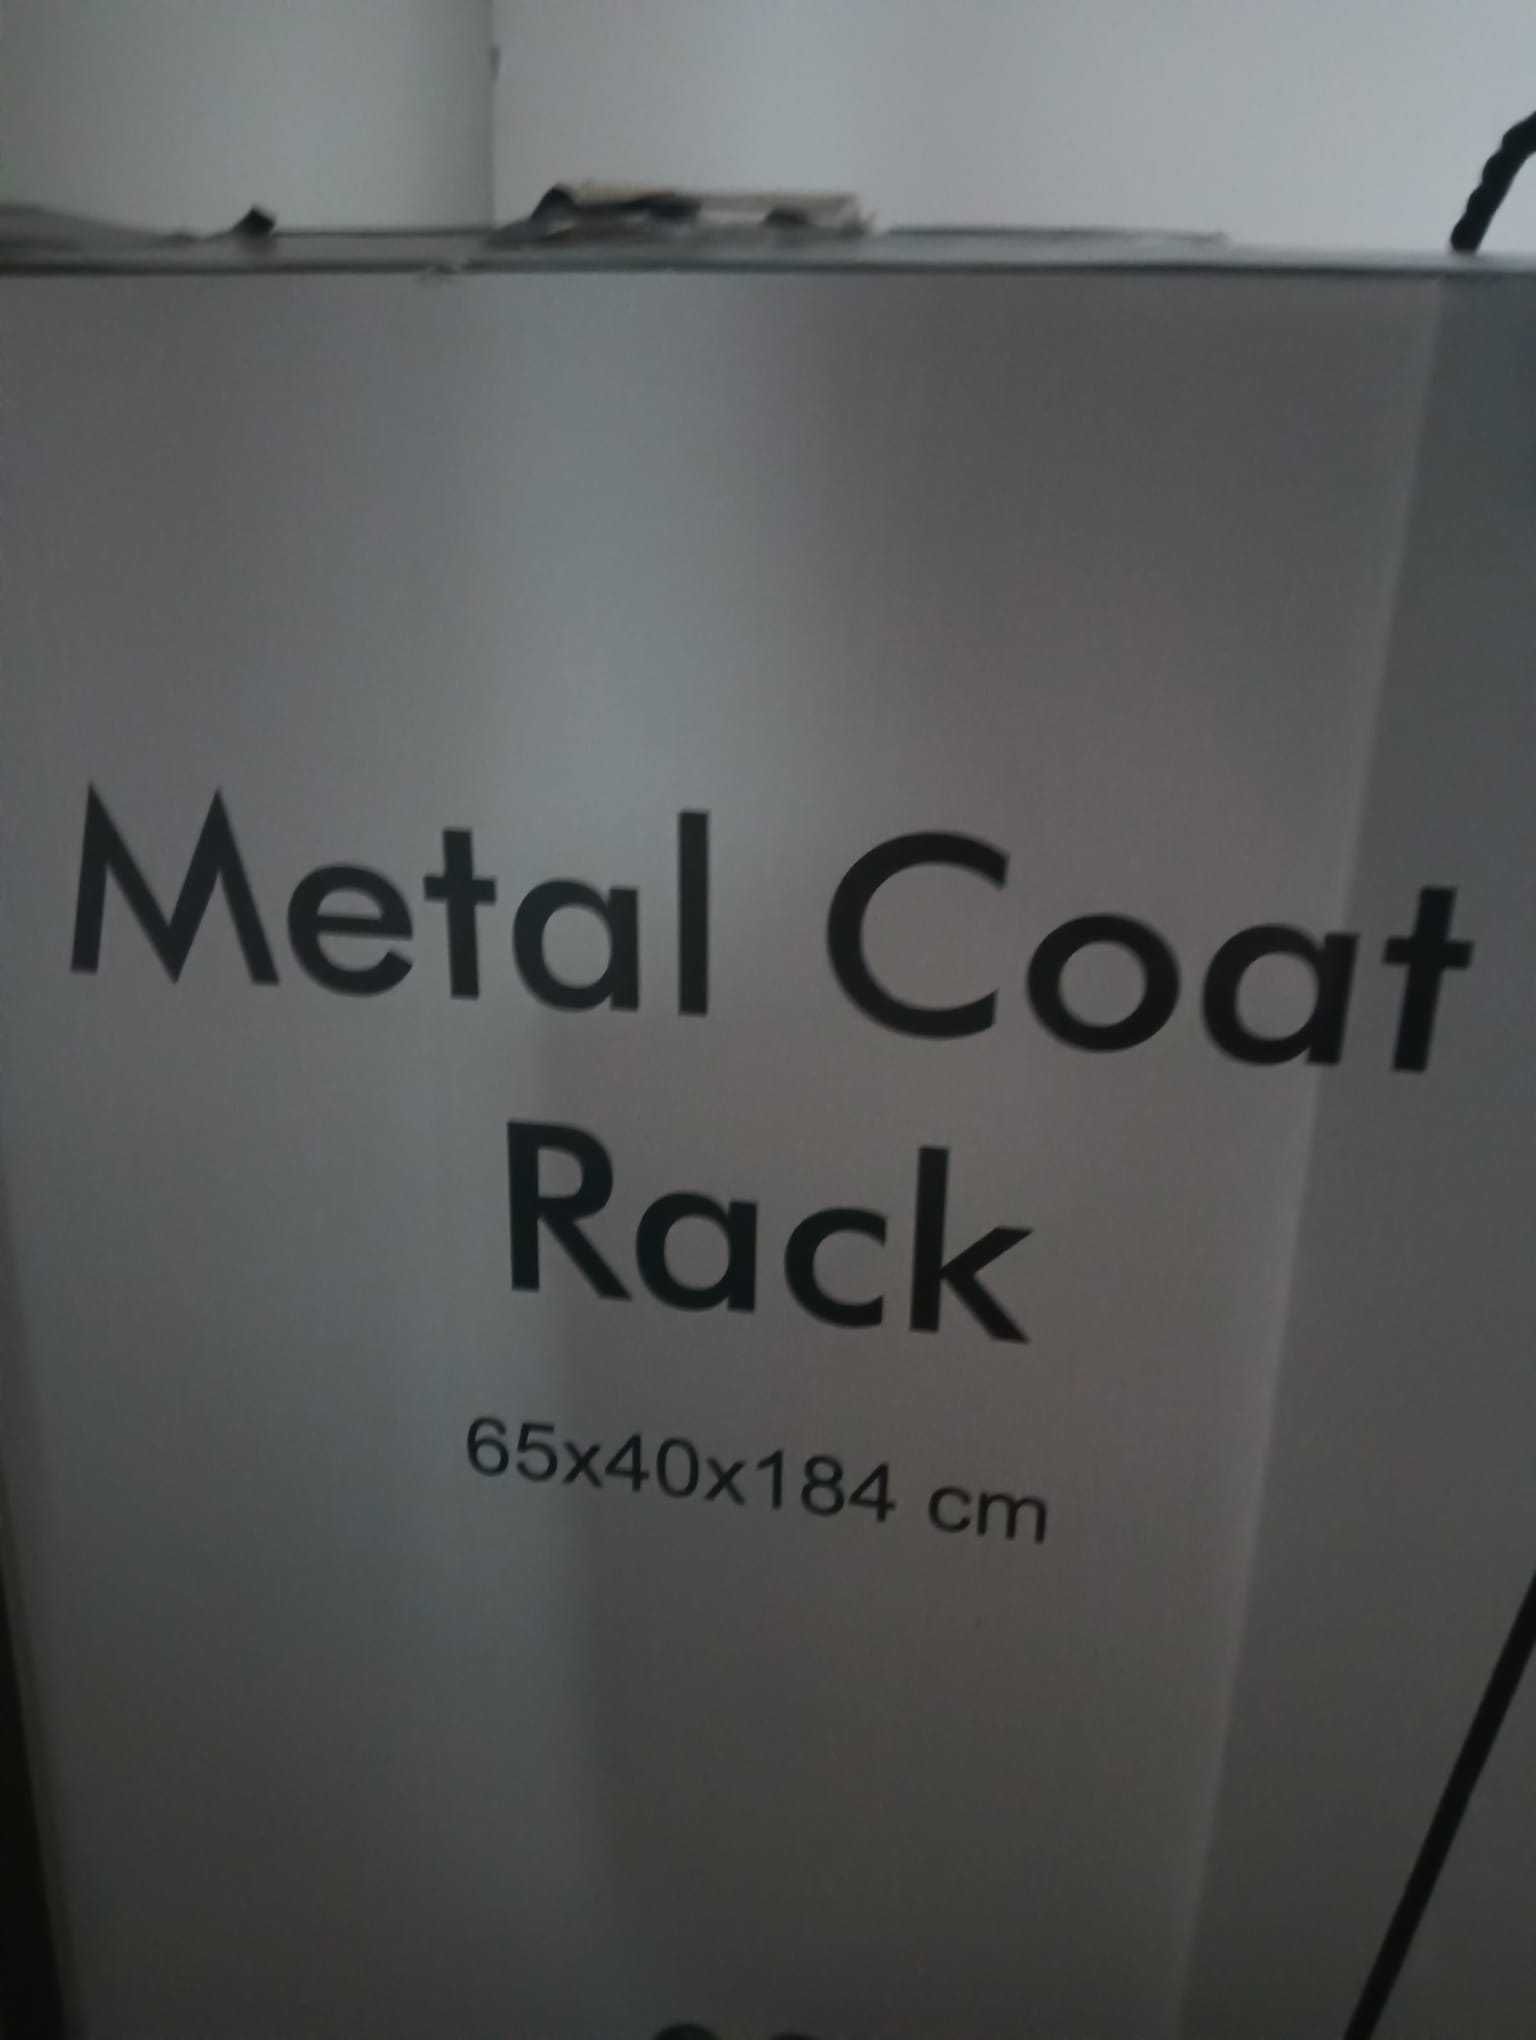 Metal Coat
Rack
65x40x184 cm